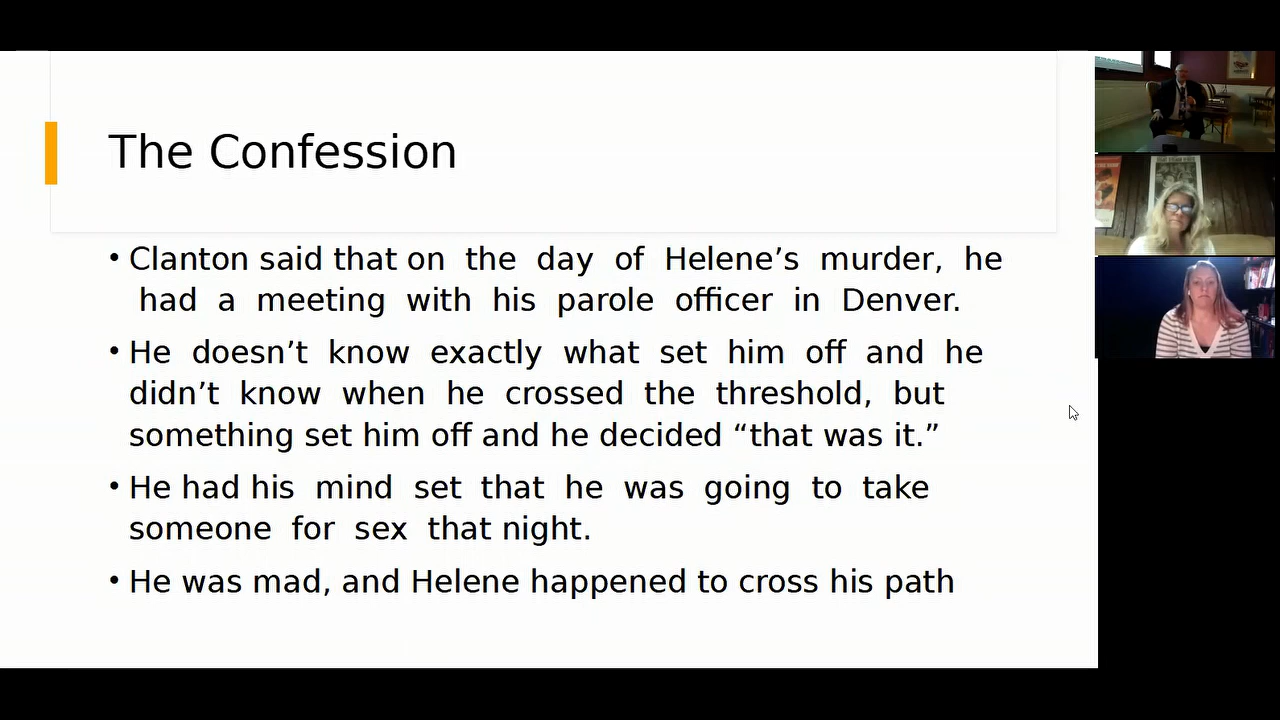 The Confession
• Clanton said that on the day of Helene’s murder, he
had a meeting with his parole officer in Denver.
• He doesn’t know exactly what set him off and he
didn’t know when he crossed the threshold, but
something set him off and he decided “that was it.”
• He had his mind set that he was going to take
someone for sex that night.
• He was mad, and Helene happened to cross his path